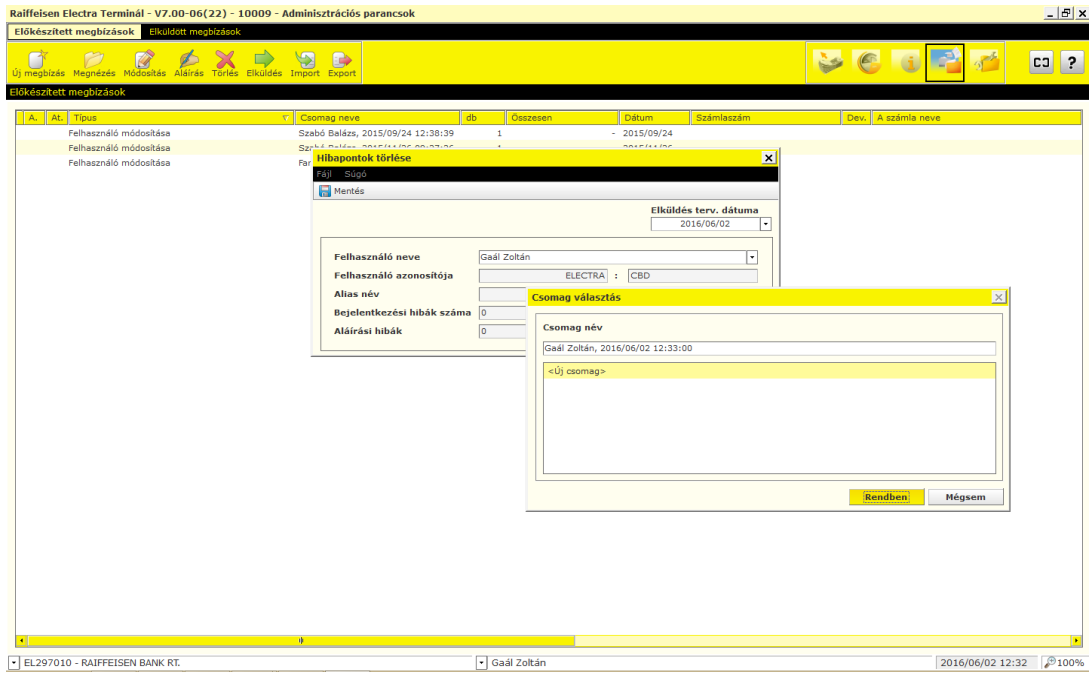 Raiffeisen Electra Terminál - V7.00-06(22) - 10009 - Adminisztrációs parancsok
Előkészített megbízások Elküldött megbízások
Új megbízás Megnézés Módosítás Aláírás Törlés Elküldés Import Export
Előkészített megbízások
A. At. Típus Csomag neve db Összesen Dátum Számlaszám Dev. A számla neve
Felhasználó módosítása Szabó Balázs, 2015/09/24 12:38:39 1 - 2015/09/24
Felhasználó módosítása
Felhasználó módosítása
Hibapontok törlése
Fájl Súgó
Mentés
Elküldés terv. dátuma
2016/06/02
Felhasználó neve Gaál Zoltán
Felhasználó azonosítója ELECTRA : CBD
Alias név
Bejelentkezési hibák száma 0
Aláírási hibák 0
Csomag választás
Csomag név
Gaál Zoltán, 2016/06/02 12:33:00
<Új csomag>
Rendben Mégsem
EL297010 - RAIFFEISEN BANK RT. Gaál Zoltán 2016/06/02 12:32 100%